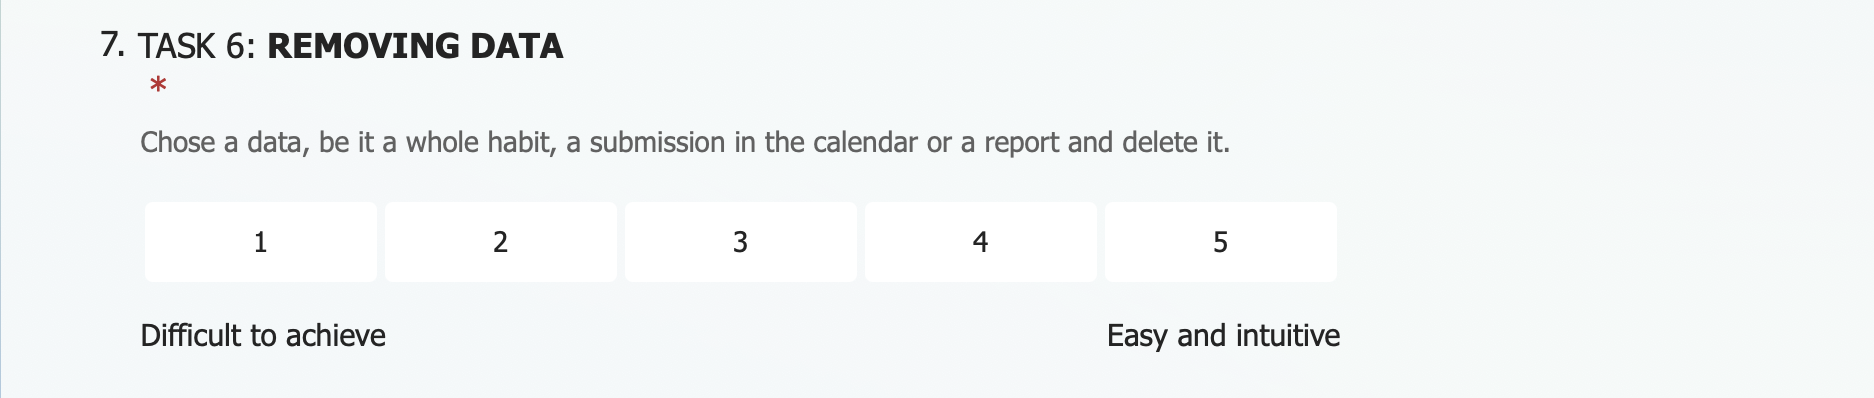 7. TASK 6: REMOVING DATA
*
Chose a data, be it a whole habit, a submission in the calendar or a report and delete it.
1 2 3 4 5
Difficult to achieve Easy and intuitive